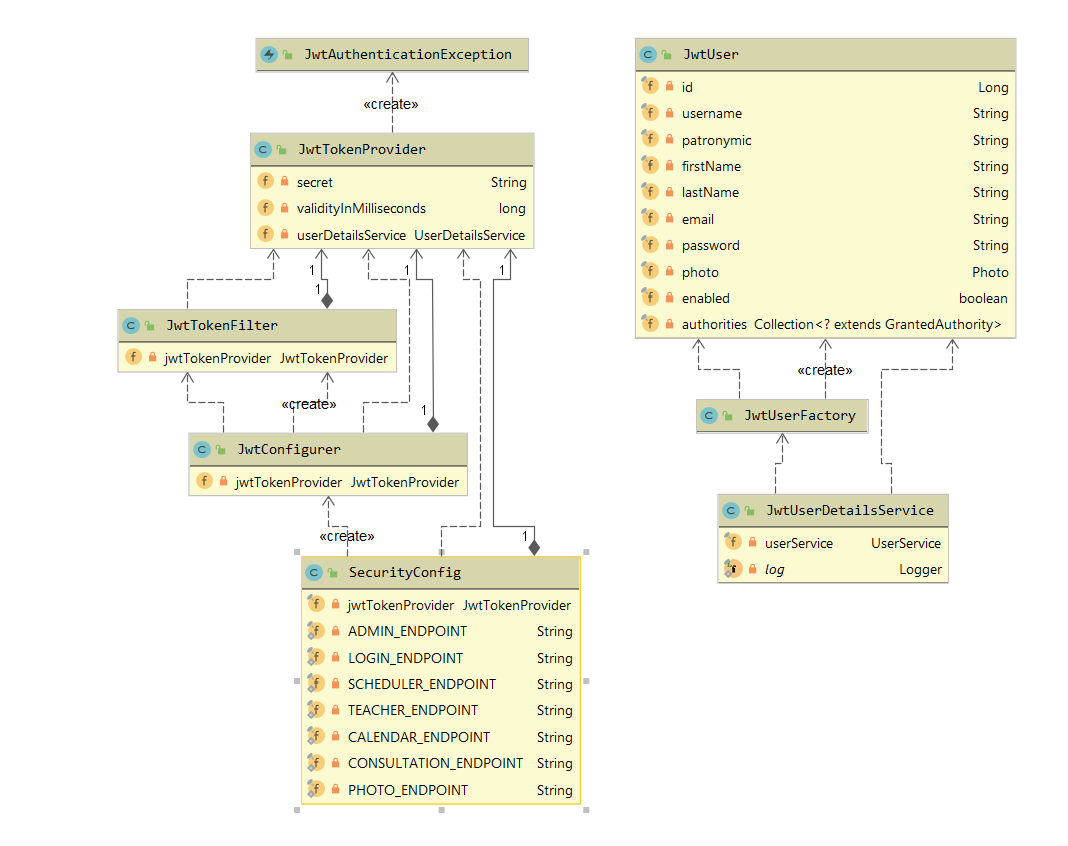 JwtAuthenticationException
«create»
JwtTokenProvider
secret String
validityInMilliseconds long
userDetailsService UserDetailsService
1 1 1
1
JwtTokenFilter
jwtTokenProvider JwtTokenProvider
«create»
1
JwtConfigurer
jwtTokenProvider JwtTokenProvider
«create»
1
SecurityConfig
jwtTokenProvider JwtTokenProvider
ADMIN_ENDPOINT String
LOGIN_ENDPOINT String
SCHEDULER_ENDPOINT String
TEACHER_ENDPOINT String
CALENDAR_ENDPOINT String
CONSULTATION_ENDPOINT String
PHOTO_ENDPOINT String
JwtUser
id Long
username String
patronymic String
firstName String
lastName String
email String
password String
photo Photo
enabled boolean
authorities Collection<? extends GrantedAuthority>
«create»
JwtUserFactory
JwtUserDetailsService
userService UserService
log Logger